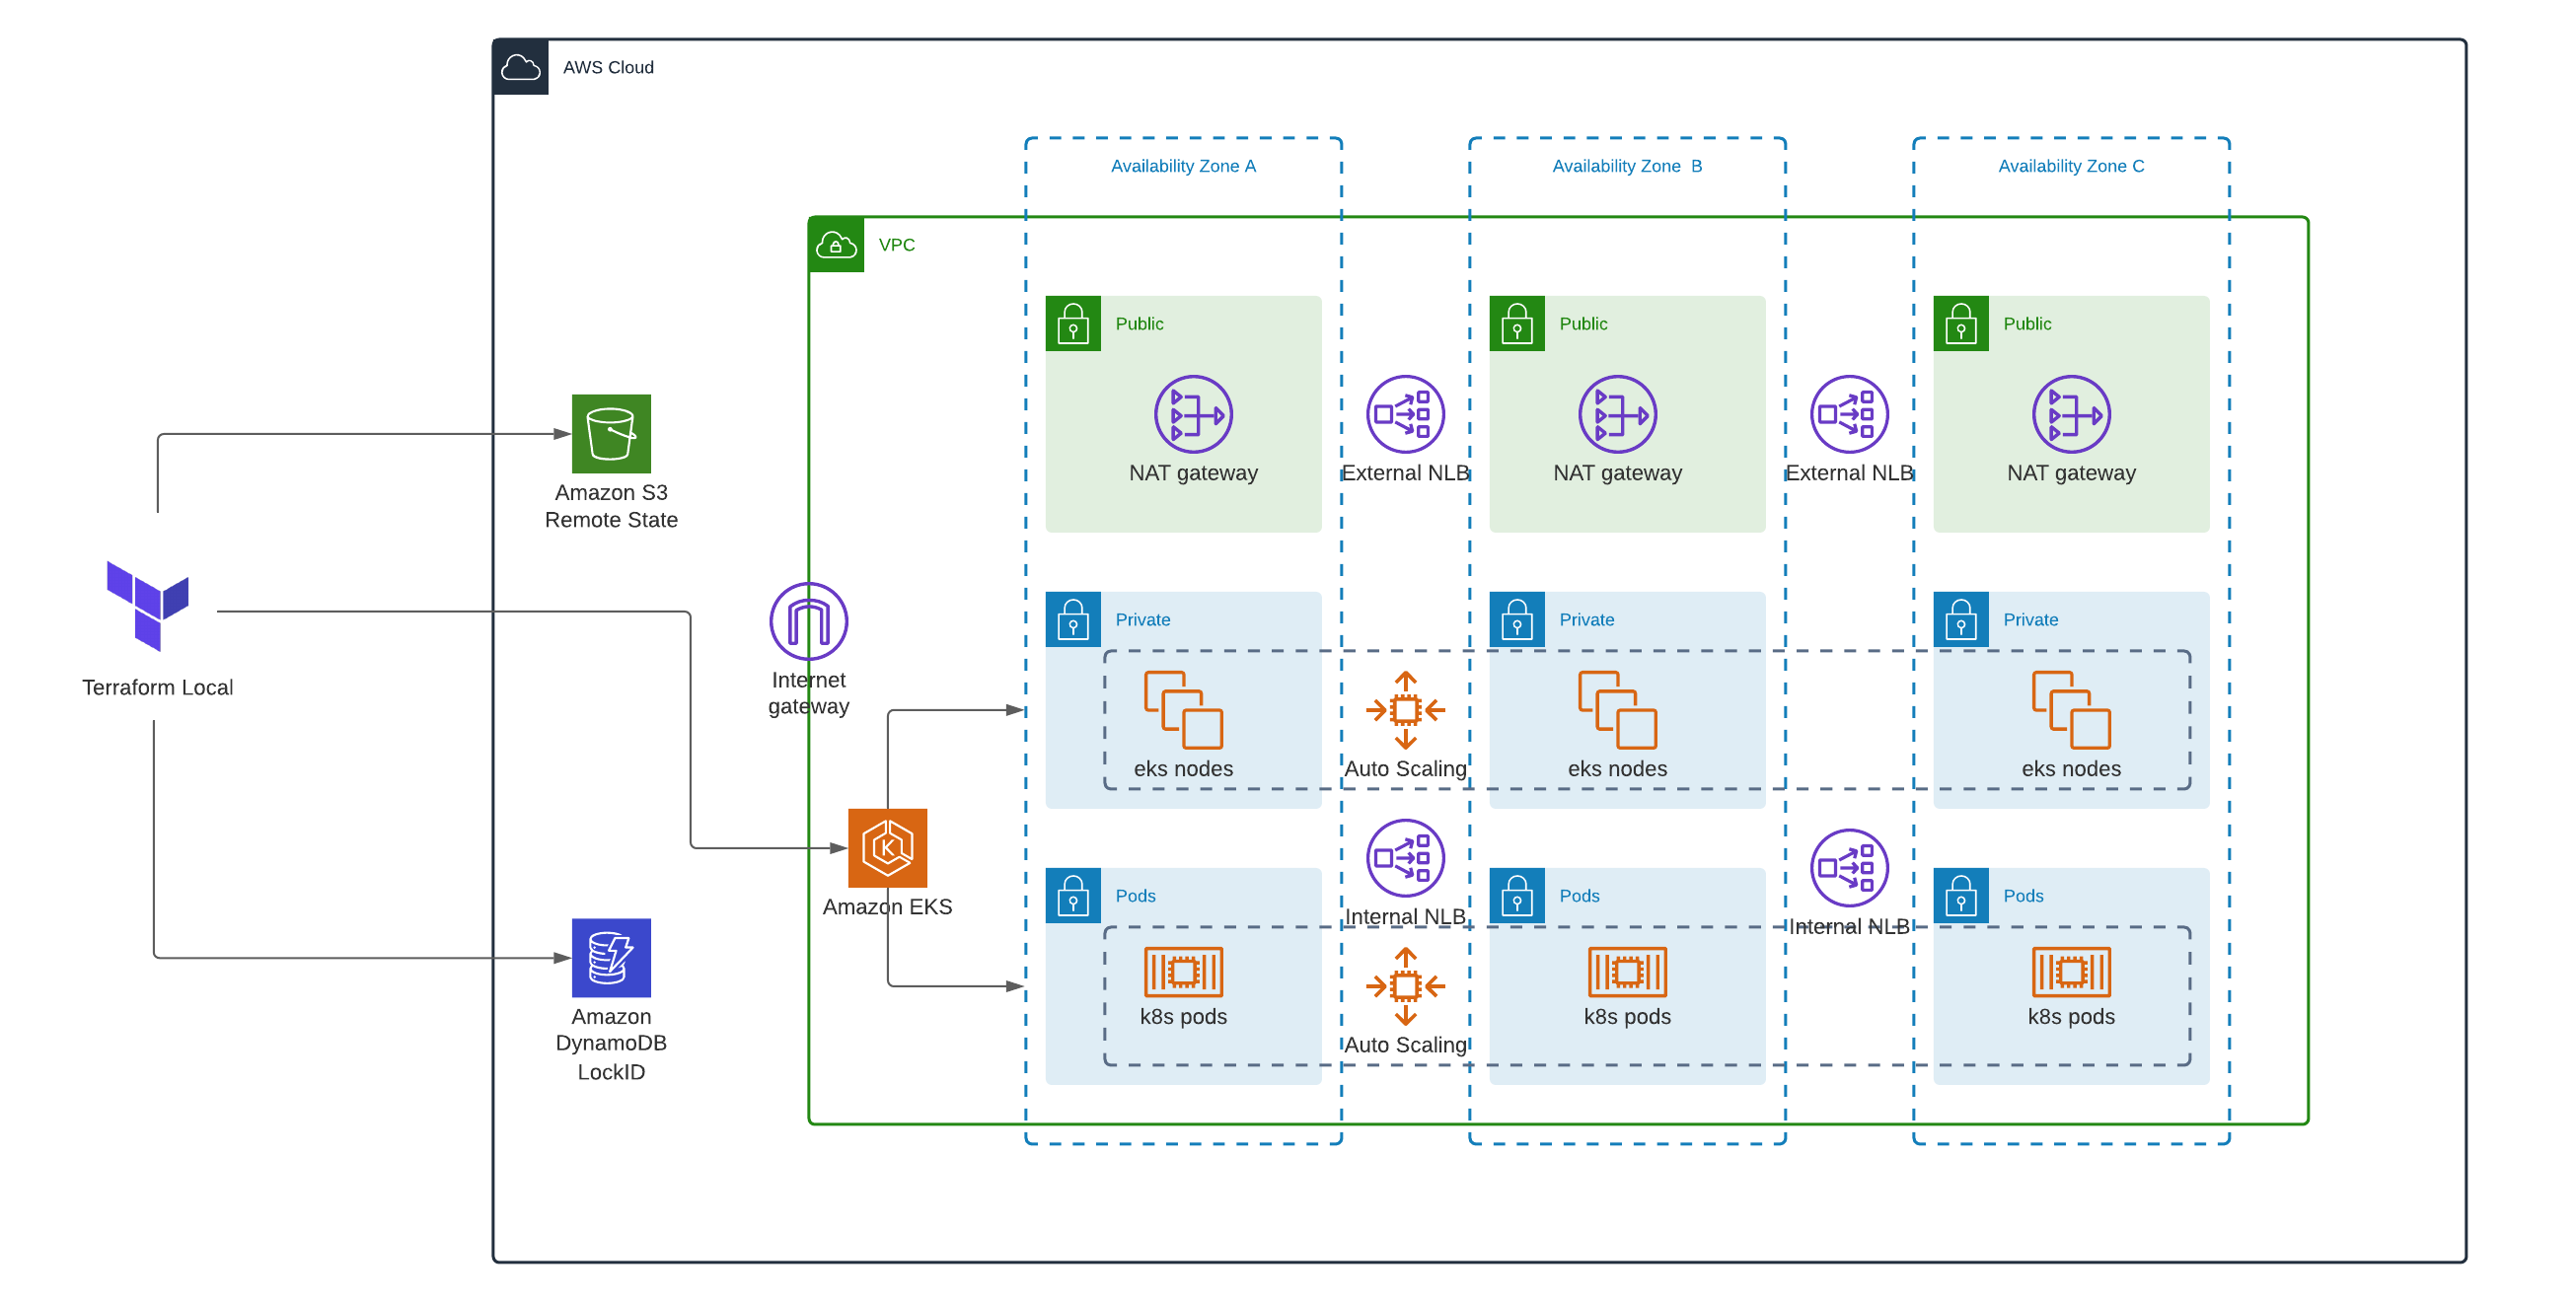 AWS Cloud
Availability Zone A
Availability Zone B
Availability Zone C
VPC
Public
Public
Public
NAT gateway
External NLB
NAT gateway
External NLB
NAT gateway
Amazon S3
Remote State
Private
Private
Private
Terraform Local
Internet
gateway
eks nodes
Auto Scaling
eks nodes
eks nodes
Amazon EKS
Pods
Internal NLB
Pods
Internal NLB
Pods
k8s pods
Auto Scaling
k8s pods
k8s pods
Amazon
DynamoDB
LockID